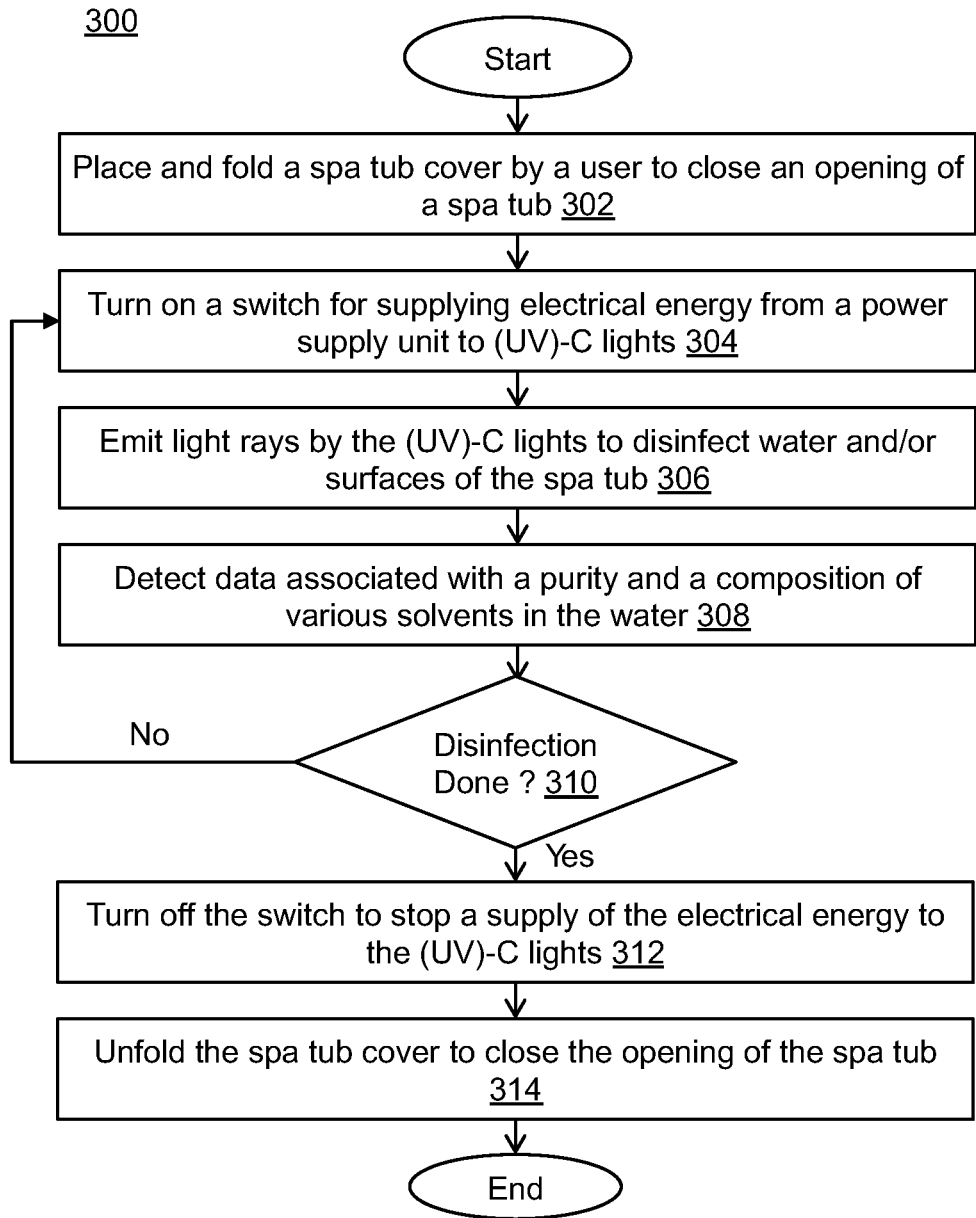 300
Start
Place and fold a spa tub cover by a user to close an opening of
a spa tub 302
Turn on a switch for supplying electrical energy from a power
supply unit to (UV)-C lights 304
Emit light rays by the (UV)-C lights to disinfect water and/or
surfaces of the spa tub 306
Detect data associated with a purity and a composition of
various solvents in the water 308
No
Disinfection
Done ? 310
Yes
Turn off the switch to stop a supply of the electrical energy to
the (UV)-C lights 312
Unfold the spa tub cover to close the opening of the spa tub
314
End